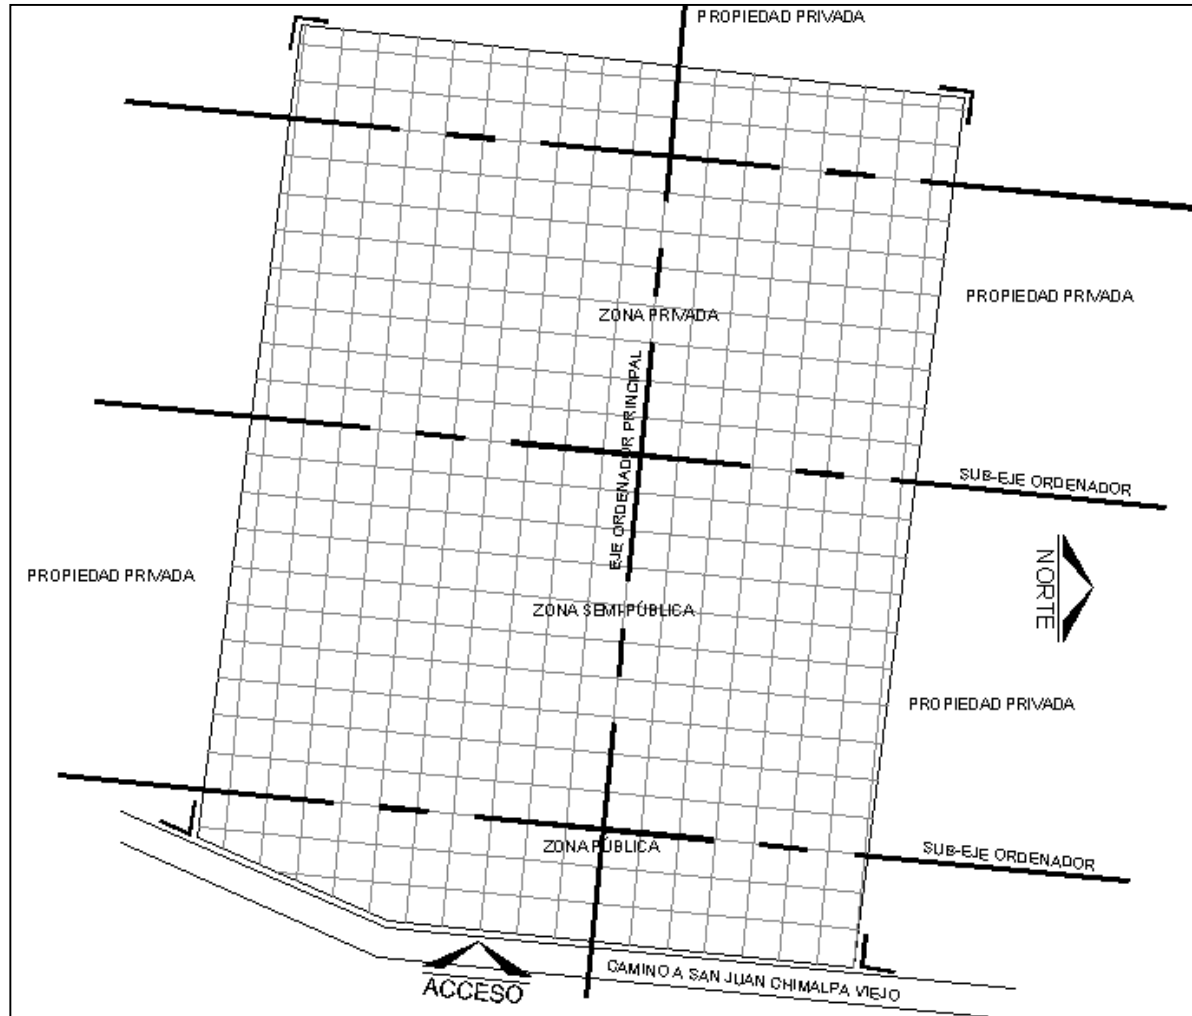 PROPIEDAD PRIVADA
PROPIEDAD PRIVADA
ZONA PRIVADA
EJE ORDENADOR PRINCIPAL
SUB-EJE ORDENADOR
NORTE
PROPIEDAD PRIVADA
ZONA SEMI-PÚBLICA
PROPIEDAD PRIVADA
ZONA PÚBLICA
SUB-EJE ORDENADOR
CAMINO A SAN JUAN CHIMALPA VIEJO
ACCESO